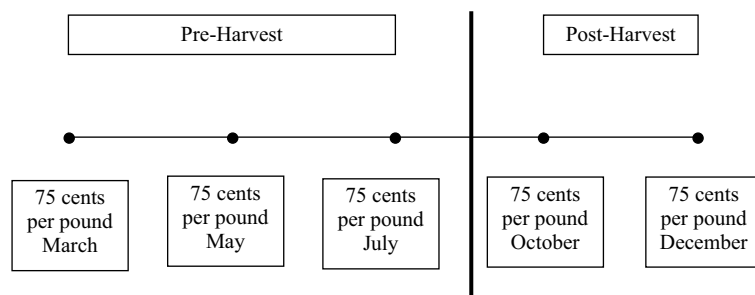 Pre-Harvest
Post-Harvest
75 cents
per pound
March
75 cents
per pound
May
75 cents
per pound
July
75 cents
per pound
October
75 cents
per pound
December